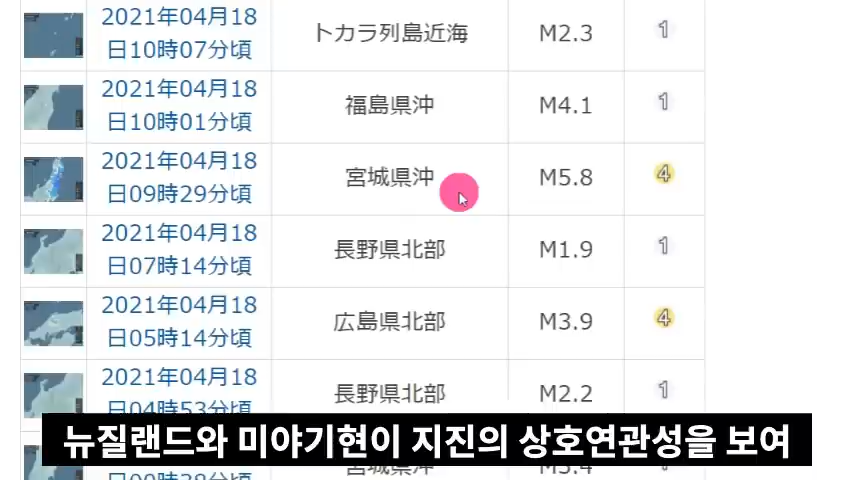 2021年04月18
日10時07分頃
トカラ列島近海
M2.3
1
2021年04月18
日10時01分頃
福島県沖
M4.1
1
2021年04月18
日09時29分頃
宮城県沖
M5.8
4
2021年04月18
日07時14分頃
長野県北部
M1.9
1
2021年04月18
日05時14分頃
広島県北部
M3.9
4
2021年04月18
日04時53分頃
長野県北部
M2.2
1
뉴질랜드와 미야기현이 지진의 상호연관성을 보여